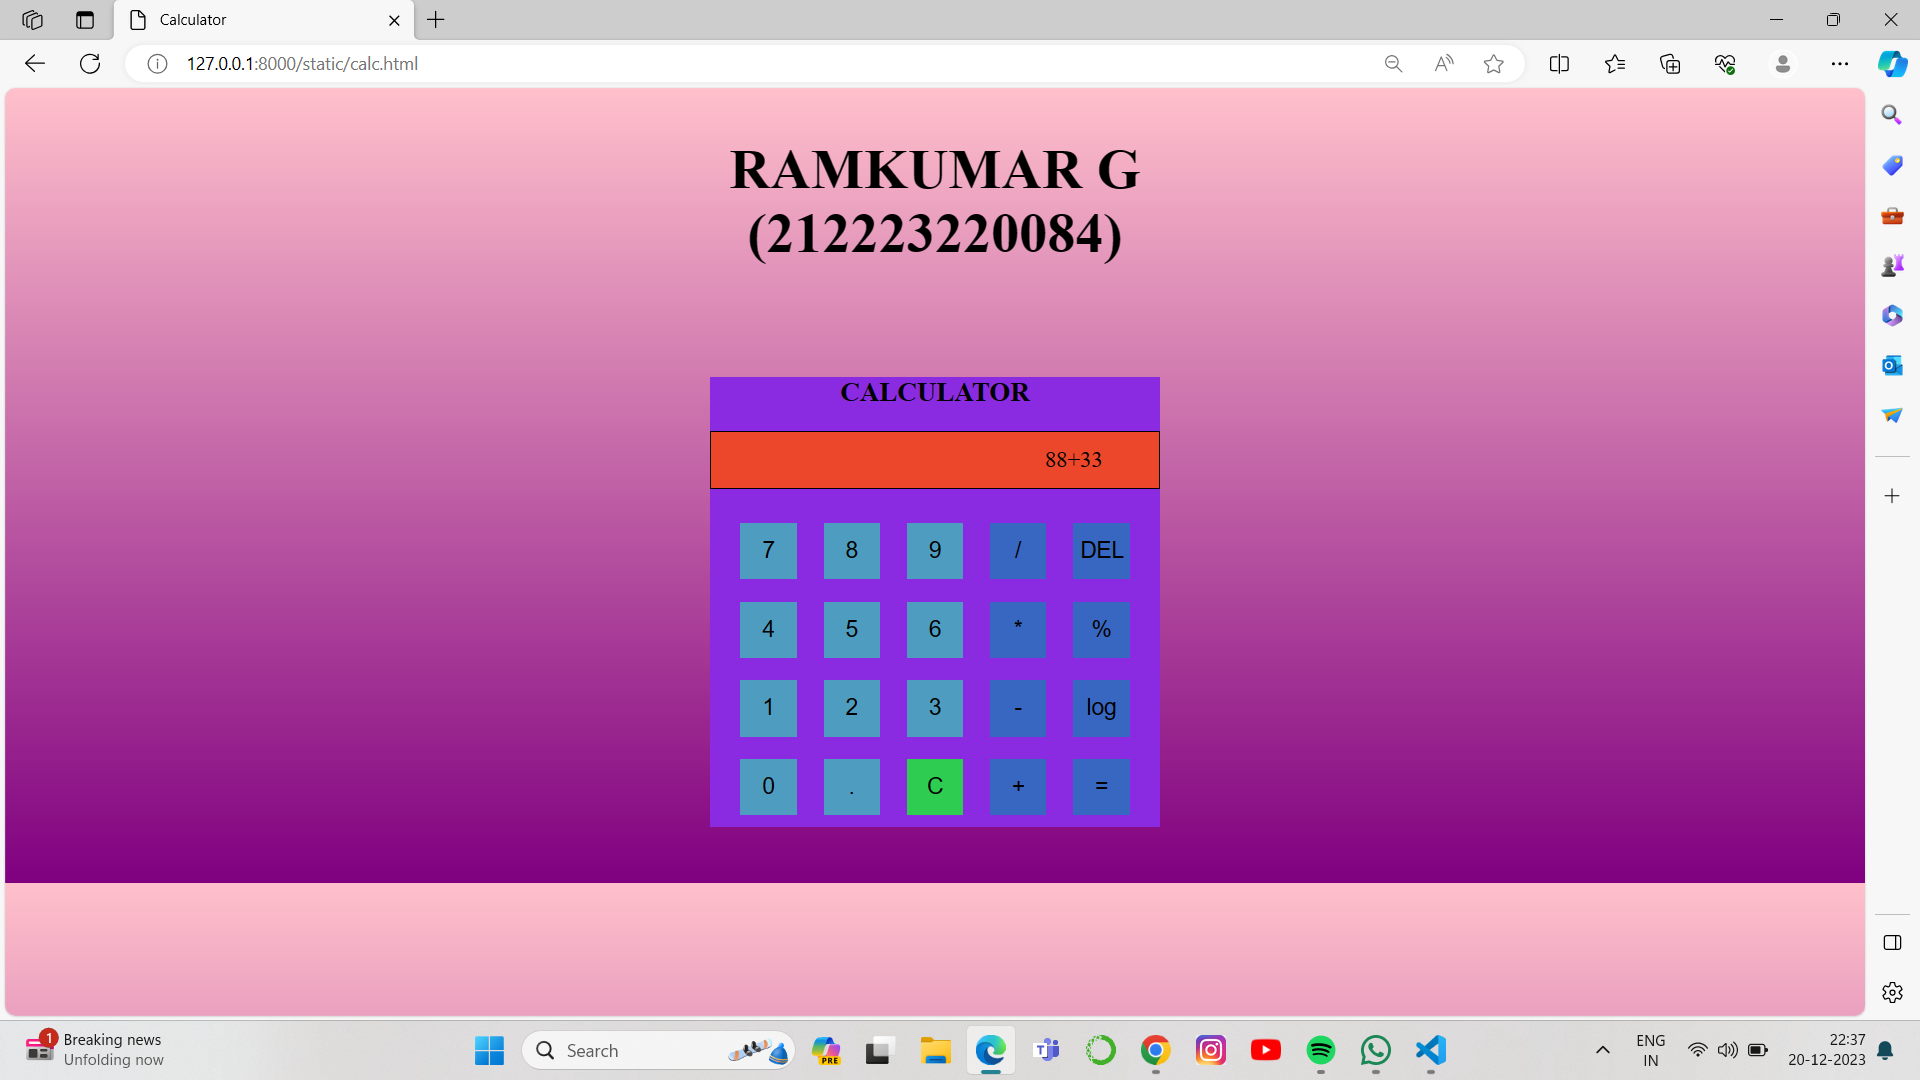 Calculator
127.0.0.1:8000/static/calc.html
RAMKUMAR G
(212223220084)
CALCULATOR
88+33
7 8 9 / DEL
4 5 6 * %
1 2 3 - log
0 . C + =
1
Breaking news
Unfolding now
Search
PRE
ENG
IN
22:37
20-12-2023